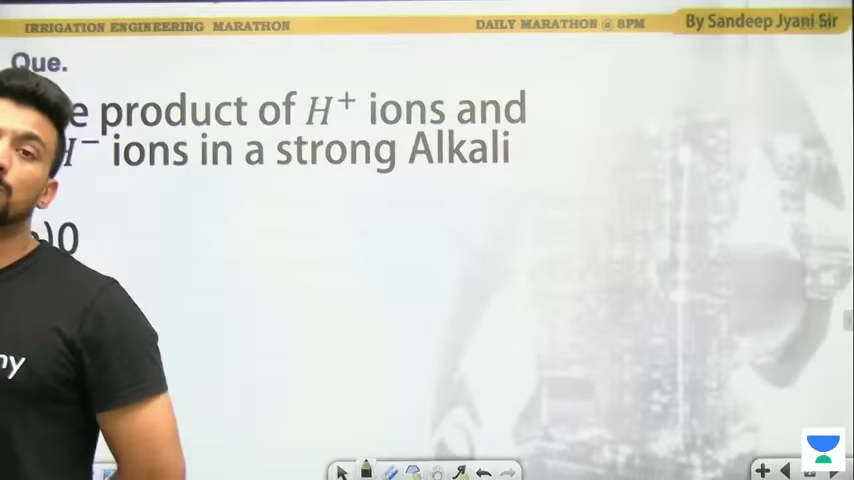 IRRIGATION ENGINEERING MARATHON
DAILY MARATHON @ 8PM
By Sandeep Jyani Sir
Que.
e product of H⁺ ions and
H⁻ ions in a strong Alkali
)0
ny